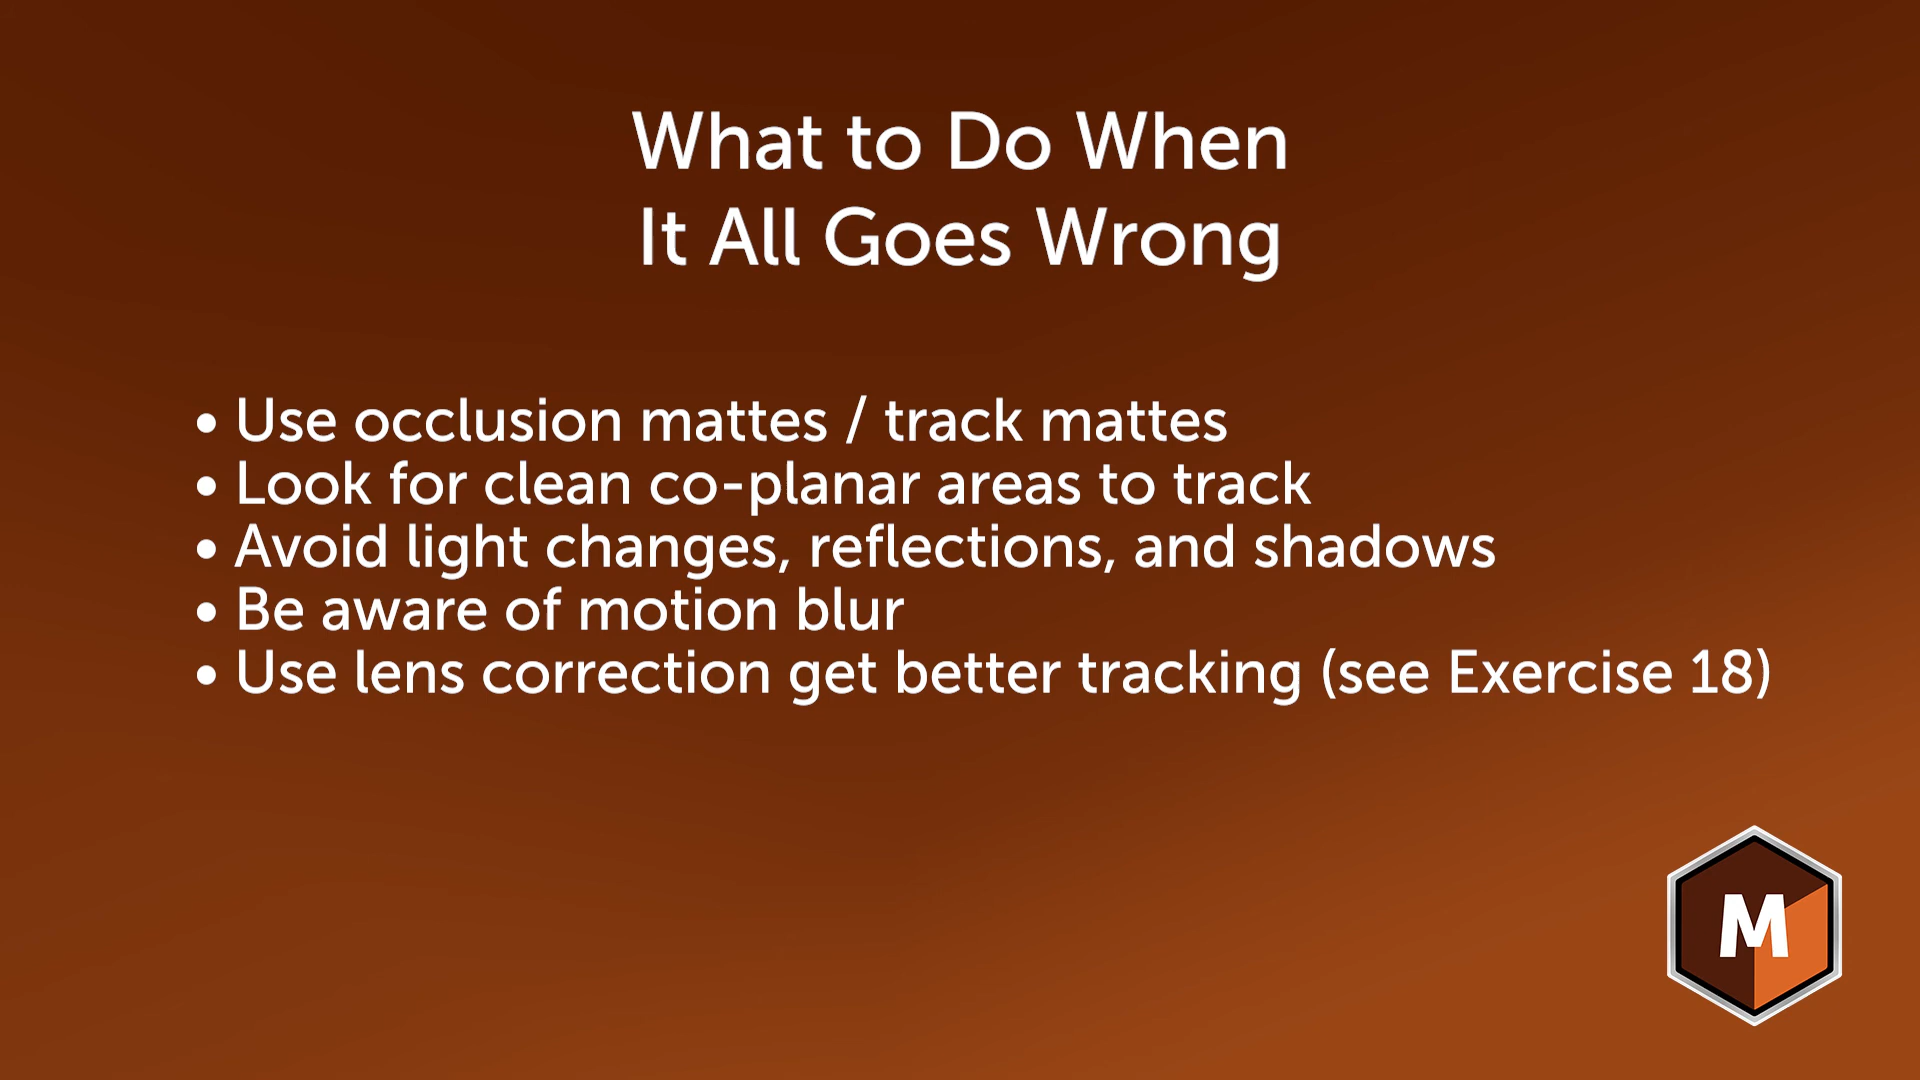 What to Do When
It All Goes Wrong
• Use occlusion mattes / track mattes
• Look for clean co-planar areas to track
• Avoid light changes, reflections, and shadows
• Be aware of motion blur
• Use lens correction get better tracking (see Exercise 18)
M